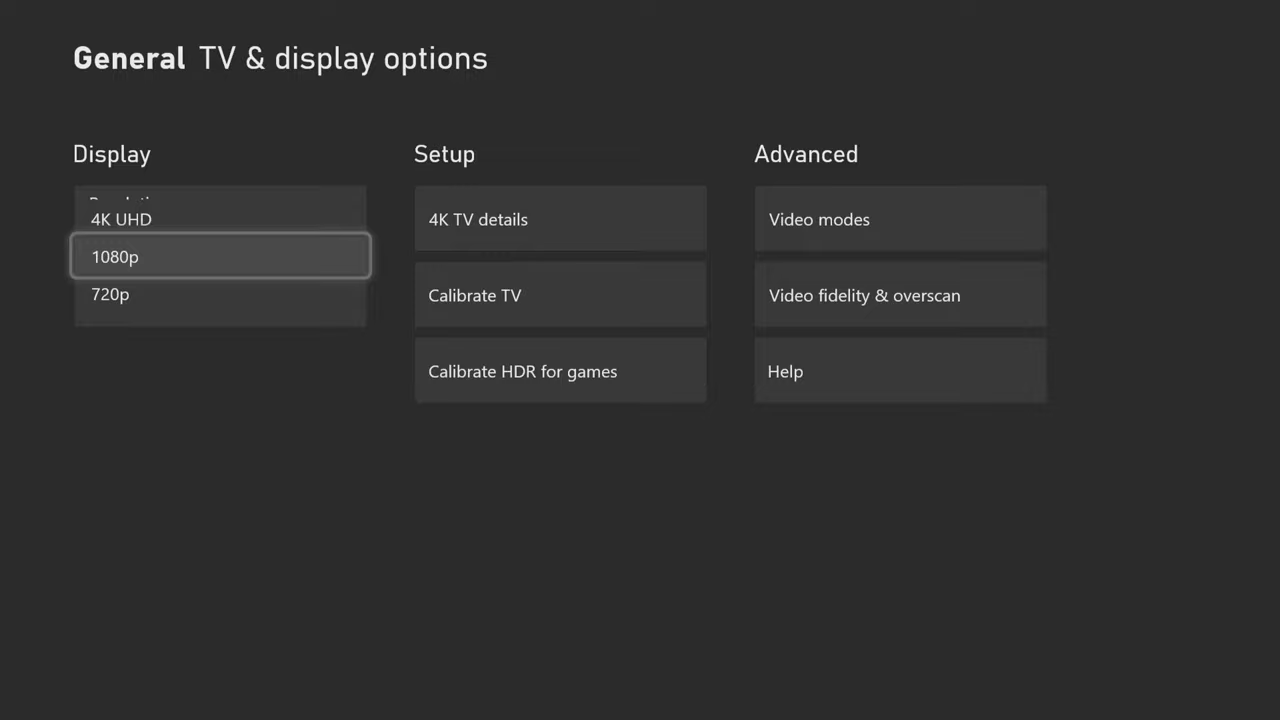 General TV & display options
Display
4K UHD
1080p
720p
Setup
4K TV details
Calibrate TV
Calibrate HDR for games
Advanced
Video modes
Video fidelity & overscan
Help